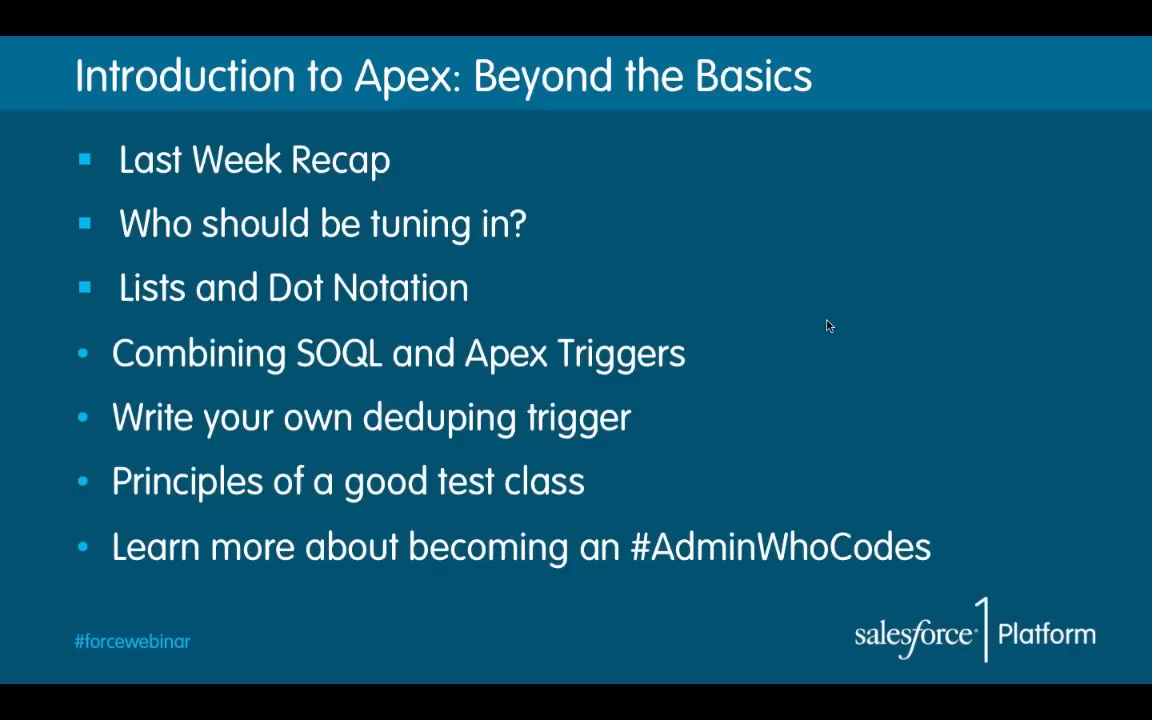 Introduction to Apex: Beyond the Basics
Last Week Recap
Who should be tuning in?
Lists and Dot Notation
Combining SOQL and Apex Triggers
Write your own deduping trigger
Principles of a good test class
Learn more about becoming an #AdminWhoCodes
#forcewebinar
salesforce1 Platform